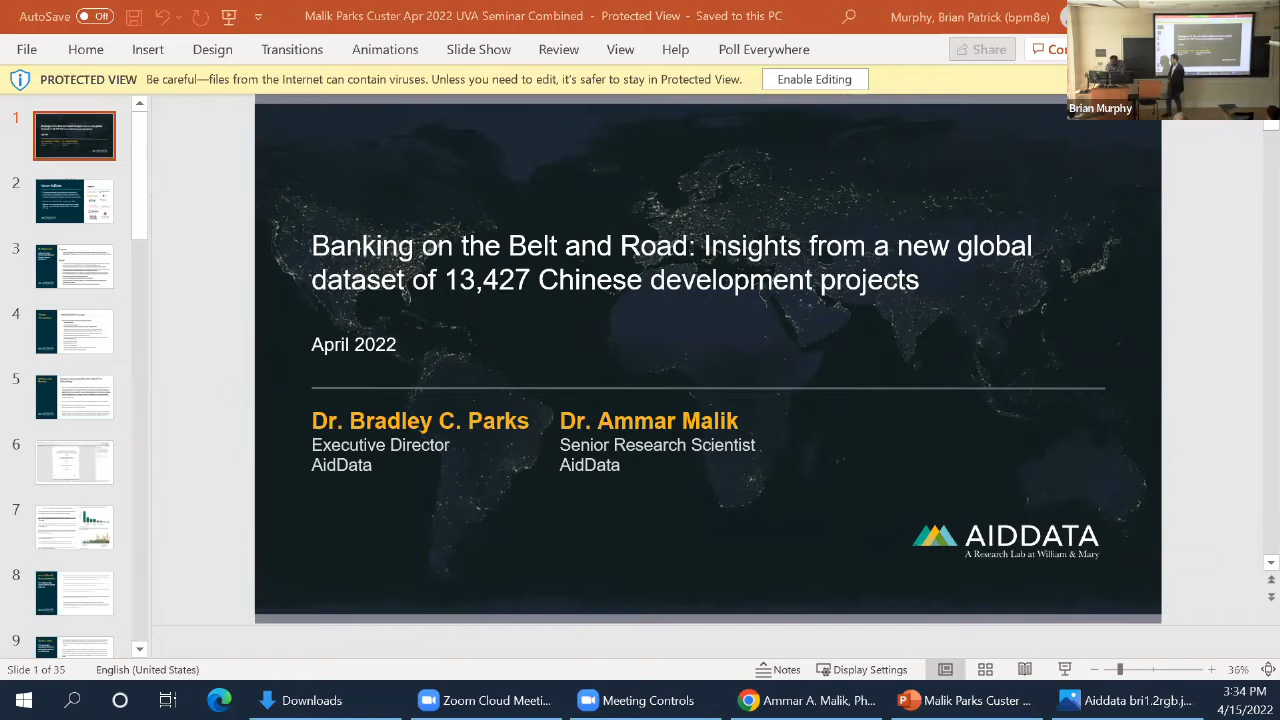 AutoSave Off
Malik Parks Custer Apr 2022 UVA Seminar Combined - Protected View - Saved to this PC
Murphy, Brian Patrick (bpm8e)
File Home Insert Design Transitions Animations Slide Show Review View Help Poll Everywhere
Share
PROTECTED VIEW Be careful—files from the Internet can contain viruses. Unless you need to edit, it's safer to stay in Protected View.
Enable Editing
Brian Murphy
1
3
6
7
9
Banking on the Belt and Road: Insights from a new global
dataset of 13,427 Chinese development projects
April 2022
Dr. Bradley C. Parks
Executive Director
AidData
Dr. Ammar Malik
Senior Research Scientist
AidData
AIDDATA
A Research Lab at William & Mary
Slide 1 of 35 English (United States)
Notes Display Settings
36%
Downloads
Zoom Cloud Meeti...
Meeting Controls
Ammar A. Malik, Ph...
Malik Parks Custer ...
Aiddata bri1.2rgb.j...
3:34 PM
4/15/2022